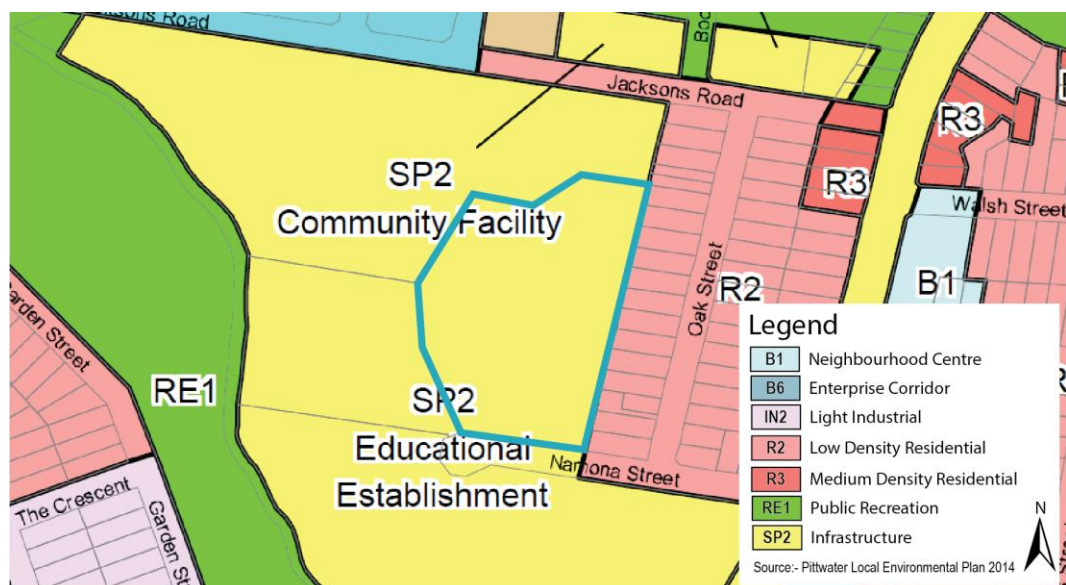 cksons Road
Boo
Jacksons Road
R3
SP2
R3
Community Facility
Walsh Street
Oak Street
R2
B1
Garden Street
RE1
SP2
Educational
Establishment
Namona Street
The Crescent
Garden St
Legend
B1 Neighbourhood Centre
B6 Enterprise Corridor
IN2 Light Industrial
R2 Low Density Residential
R3 Medium Density Residential
RE1 Public Recreation
SP2 Infrastructure
N
Source:- Pittwater Local Environmental Plan 2014